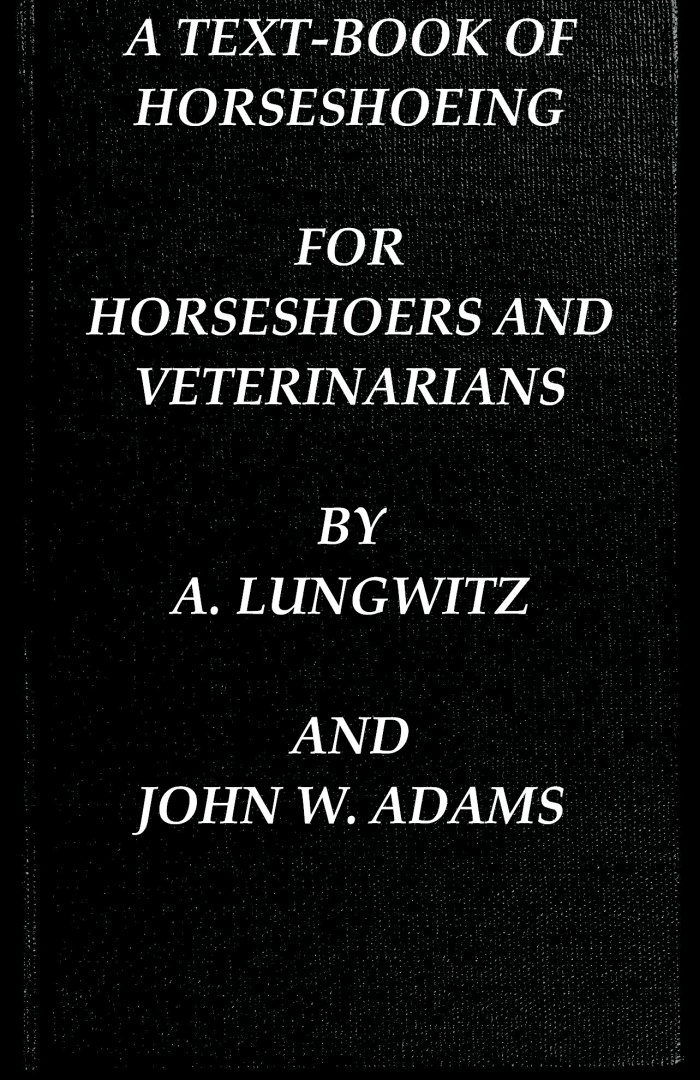 A TEXT-BOOK OF
HORSESHOEING
FOR
HORSESHOERS AND
VETERINARIANS
BY
A. LUNGWITZ
AND
JOHN W. ADAMS